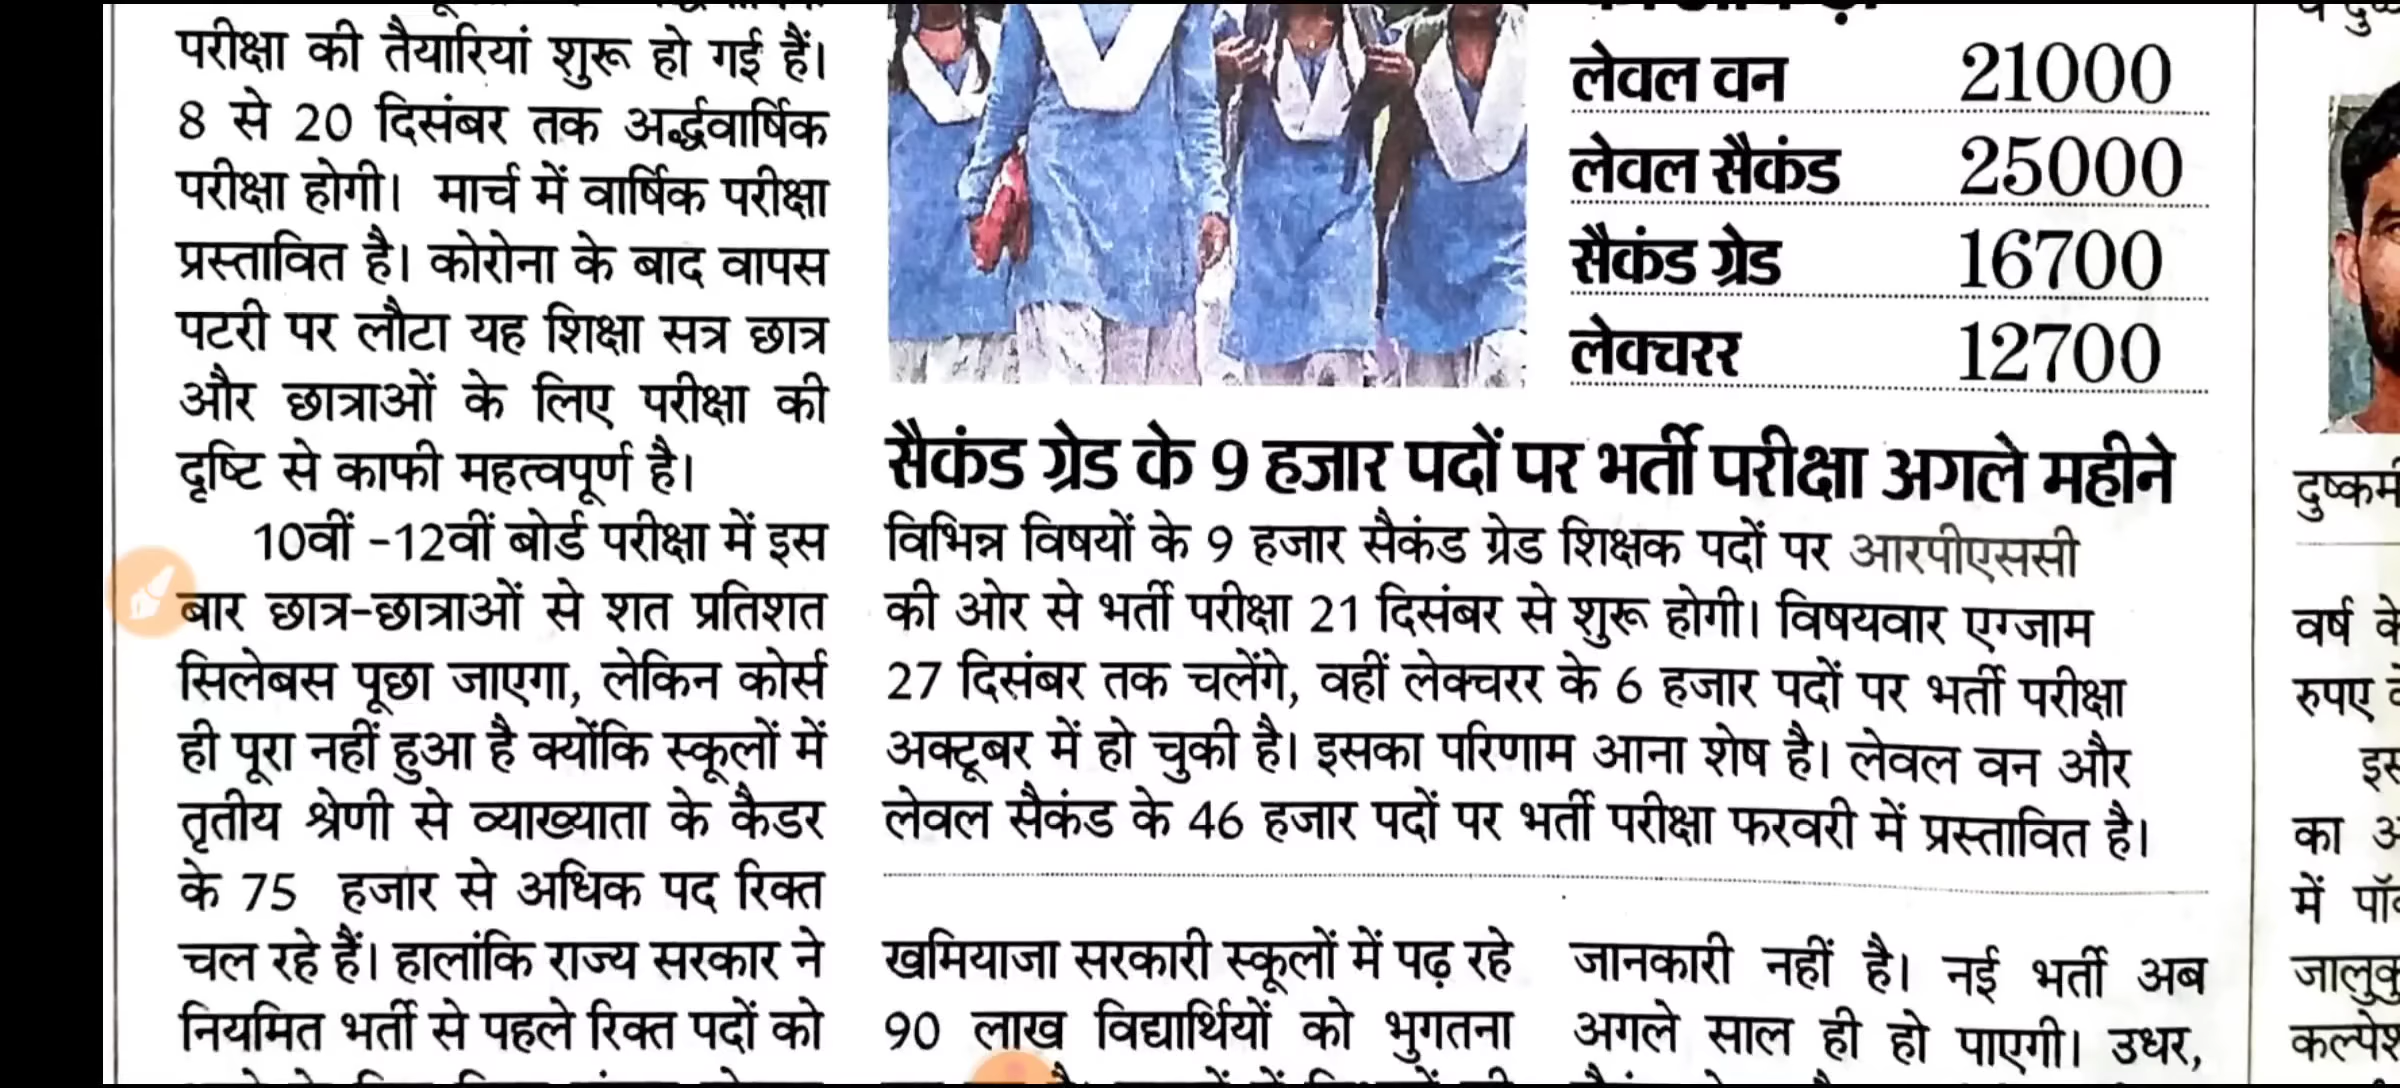 परीक्षा की तैयारियां शुरू हो गई हैं।
8 से 20 दिसंबर तक अर्द्धवार्षिक
परीक्षा होगी। मार्च में वार्षिक परीक्षा
प्रस्तावित है। कोरोना के बाद वापस
पटरी पर लौटा यह शिक्षा सत्र छात्र
और छात्राओं के लिए परीक्षा की
दृष्टि से काफी महत्वपूर्ण है।
10वीं -12वीं बोर्ड परीक्षा में इस
बार छात्र-छात्राओं से शत प्रतिशत
सिलेबस पूछा जाएगा, लेकिन कोर्स
ही पूरा नहीं हुआ है क्योंकि स्कूलों में
तृतीय श्रेणी से व्याख्याता के कैडर
के 75 हजार से अधिक पद रिक्त
चल रहे हैं। हालांकि राज्य सरकार ने
नियमित भर्ती से पहले रिक्त पदों को
लेवल वन 21000
लेवल सैकंड 25000
सैकंड ग्रेड 16700
लेक्चरर 12700
सैकंड ग्रेड के 9 हजार पदों पर भर्ती परीक्षा अगले महीने
विभिन्न विषयों के 9 हजार सैकंड ग्रेड शिक्षक पदों पर आरपीएससी
की ओर से भर्ती परीक्षा 21 दिसंबर से शुरू होगी। विषयवार एग्जाम
27 दिसंबर तक चलेंगे, वहीं लेक्चरर के 6 हजार पदों पर भर्ती परीक्षा
अक्टूबर में हो चुकी है। इसका परिणाम आना शेष है। लेवल वन और
लेवल सैकंड के 46 हजार पदों पर भर्ती परीक्षा फरवरी में प्रस्तावित है।
खमियाजा सरकारी स्कूलों में पढ़ रहे
90 लाख विद्यार्थियों को भुगतना
जानकारी नहीं है। नई भर्ती अब
अगले साल ही हो पाएगी। उधर,
वर्ष के
रुपए
का
में